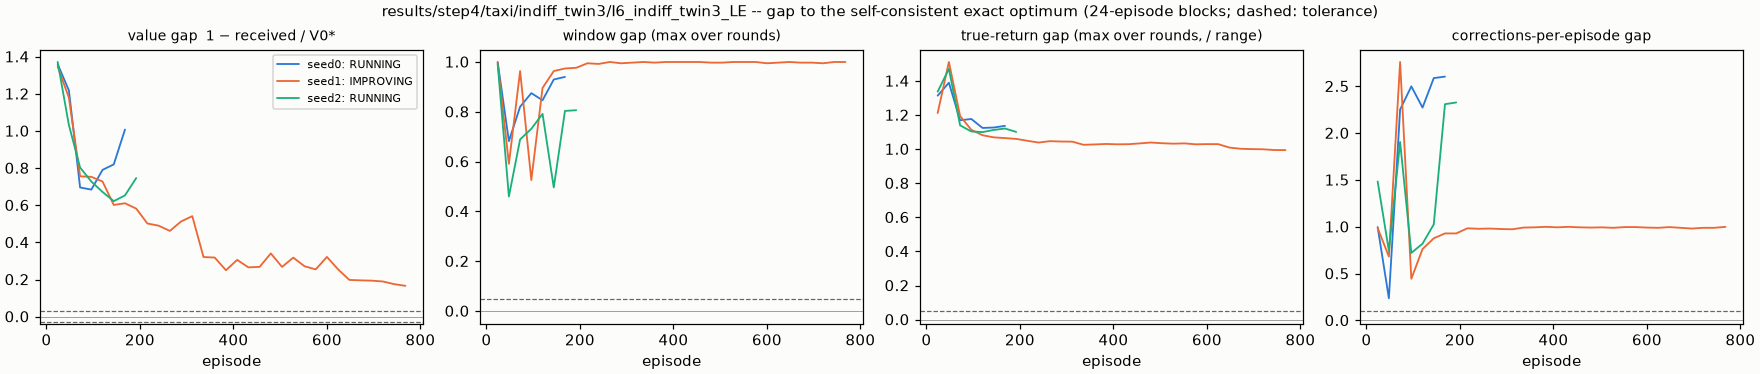 results/step4/taxi/indiff_twin3/l6_indiff_twin3_LE -- gap to the self-consistent exact optimum (24-episode blocks; dashed: tolerance)
value gap 1 − received / V0*
1.4
1.2
1.0
0.8
0.6
0.4
0.2
0.0
seed0: RUNNING
seed1: IMPROVING
seed2: RUNNING
0 200 400 600 800
episode
window gap (max over rounds)
1.0
0.8
0.6
0.4
0.2
0.0
0 200 400 600 800
episode
true-return gap (max over rounds, / range)
1.4
1.2
1.0
0.8
0.6
0.4
0.2
0.0
0 200 400 600 800
episode
corrections-per-episode gap
2.5
2.0
1.5
1.0
0.5
0.0
0 200 400 600 800
episode